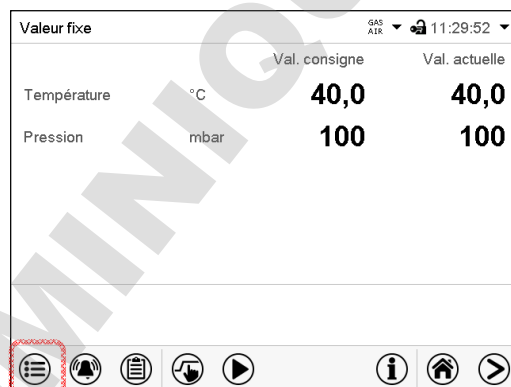 Valeur fixe GAS AIR 11:29:52
Val. consigne Val. actuelle
Température °C 40,0 40,0
Pression mbar 100 100
MINIQ